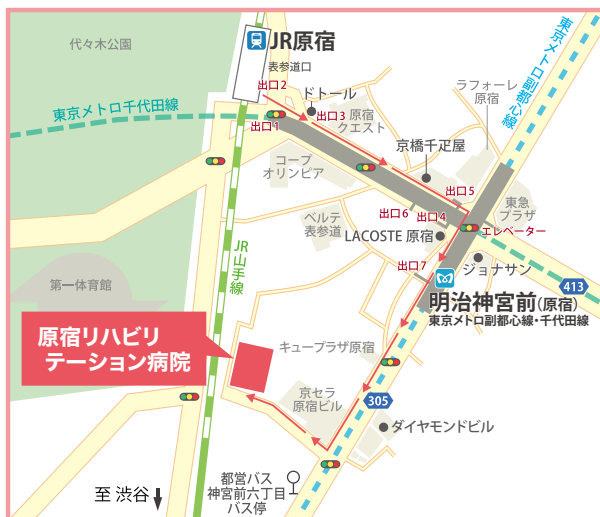 代々木公園
JR原宿
表参道口
出口2
ドトール
ラフォーレ
原宿
東京メトロ副都心線
東京メトロ千代田線
出口1
出口3
原宿
クエスト
京橋千疋屋
コープ
オリンピア
出口5
東急
プラザ
出口6
出口4
ベルテ
表参道
LACOSTE 原宿
エレベーター
JR山手線
出口7
ジョナサン
413
第一体育館
明治神宮前(原宿)
東京メトロ副都心線・千代田線
原宿リハビリ
テーション病院
キュープラザ原宿
京セラ
原宿ビル
305
ダイヤモンドビル
都営バス
神宮前六丁目
バス停
至 渋谷